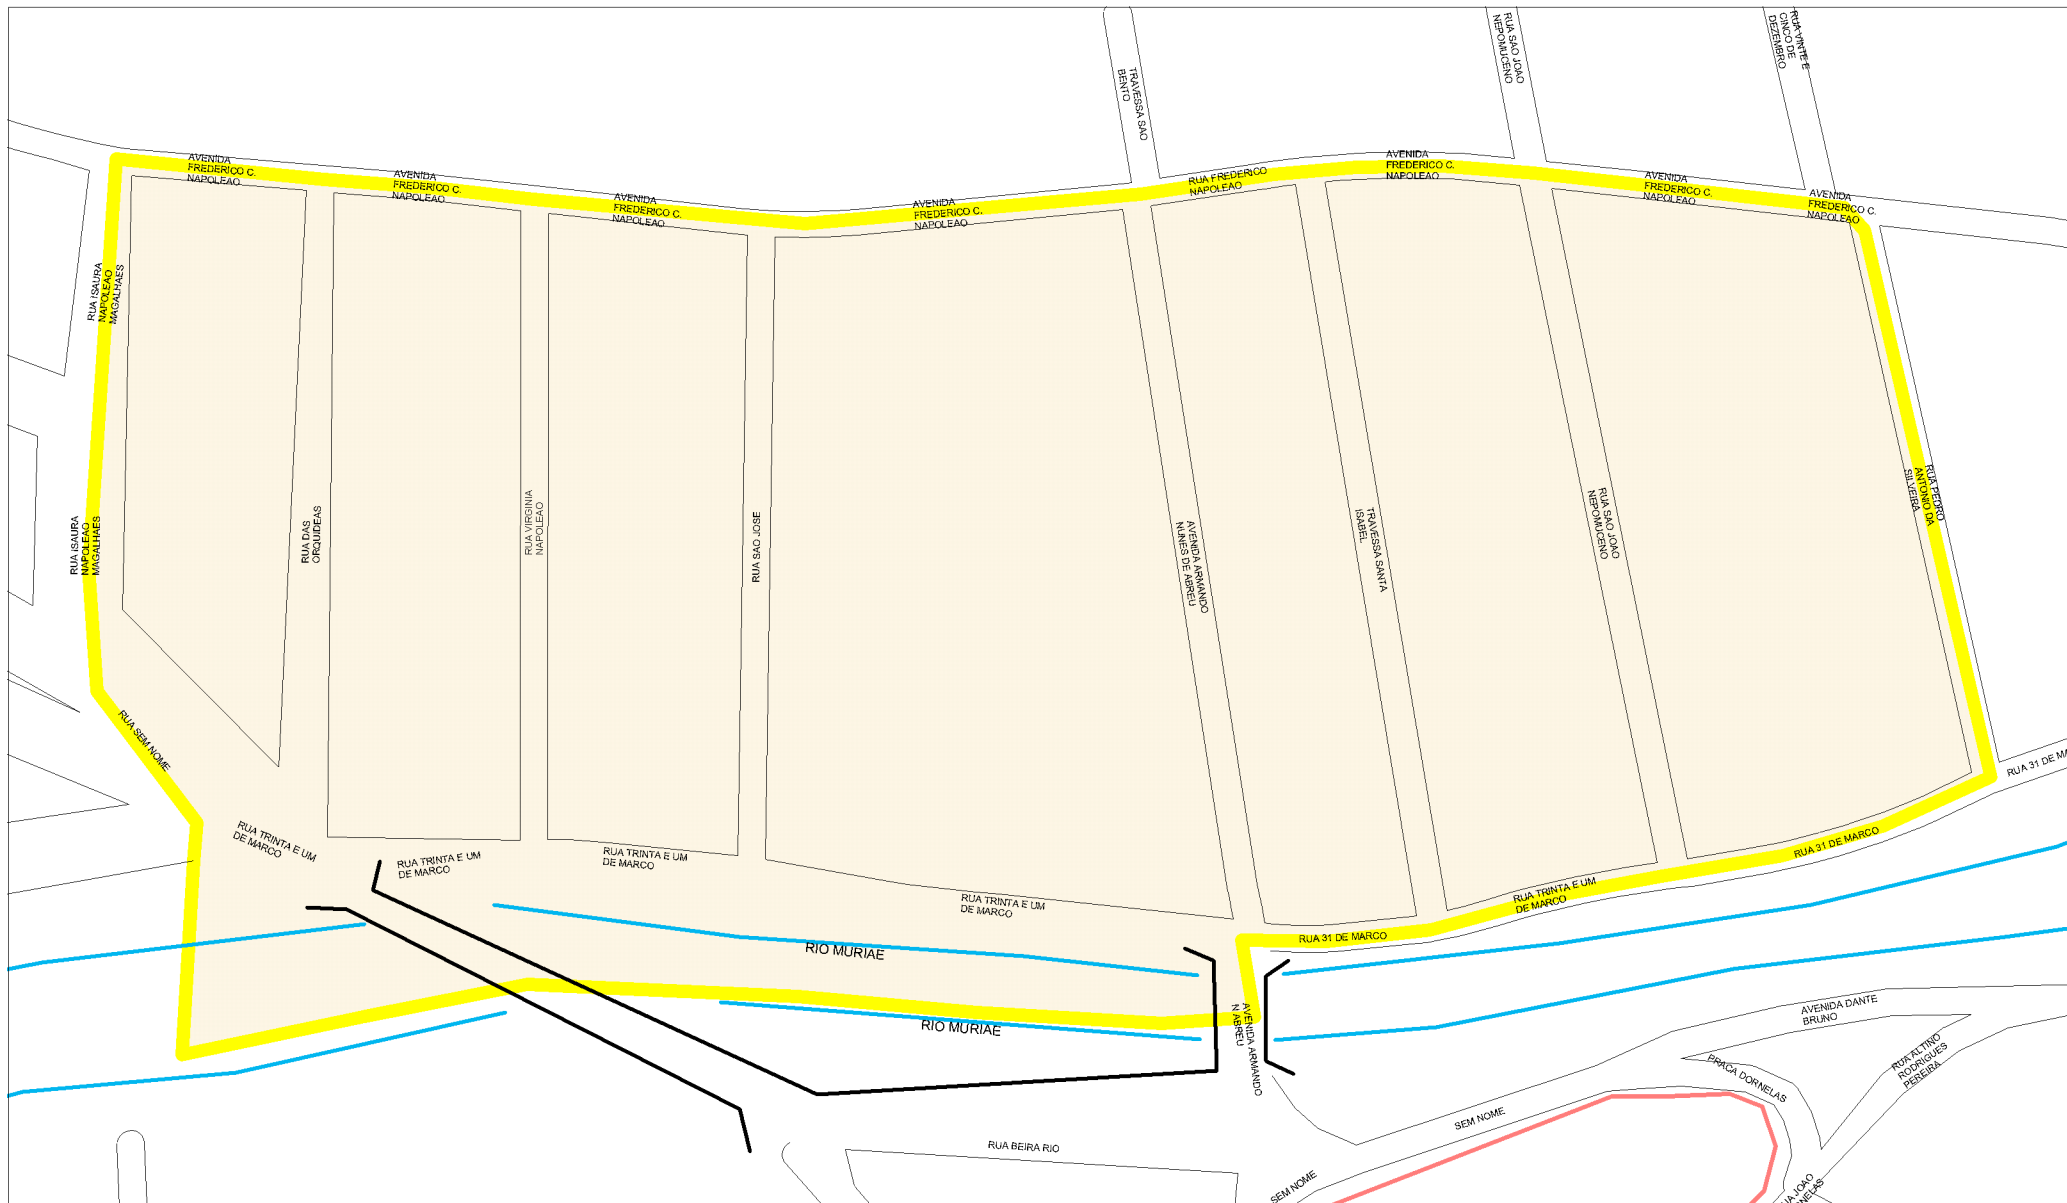 TRAVESSA SAO
BENTO
RUA SAO JOAO
NEPOMUCENO
RUA VINTE E
CINCO DE
DEZEMBRO
AVENIDA
FREDERICO C.
NAPOLEAO
AVENIDA
FREDERICO C.
NAPOLEAO
AVENIDA
FREDERICO C.
NAPOLEAO
AVENIDA
FREDERICO C.
NAPOLEAO
RUA FREDERICO
NAPOLEAO
AVENIDA
FREDERICO C.
NAPOLEAO
AVENIDA
FREDERICO C.
NAPOLEAO
AVENIDA
FREDERICO C.
NAPOLEAO
RUA ISAURA
NAPOLEAO
MAGALHAES
RUA ISAURA
NAPOLEAO
MAGALHAES
RUA DAS
ORQUIDEAS
RUA VIRGINIA
NAPOLEAO
RUA SAO JOSE
AVENIDA ARMANDO
NUNES DE ABREU
TRAVESSA SANTA
ISABEL
RUA SAO JOAO
NEPOMUCENO
RUA PEDRO
ANTONIO DA
SILVEIRA
RUA SEM NOME
RUA TRINTA E UM
DE MARCO
RUA TRINTA E UM
DE MARCO
RUA TRINTA E UM
DE MARCO
RUA TRINTA E UM
DE MARCO
RUA 31 DE MARCO
RUA TRINTA E UM
DE MARCO
RUA 31 DE MARCO
RUA 31 DE MA
RIO MURIAE
RIO MURIAE
AVENIDA ARMANDO
N ABREU
AVENIDA DANTE
BRUNO
PRACA DORNELAS
RUA ALTINO
RODRIGUES
PEREIRA
SEM NOME
RUA BEIRA RIO
SEM NOME
JOAO